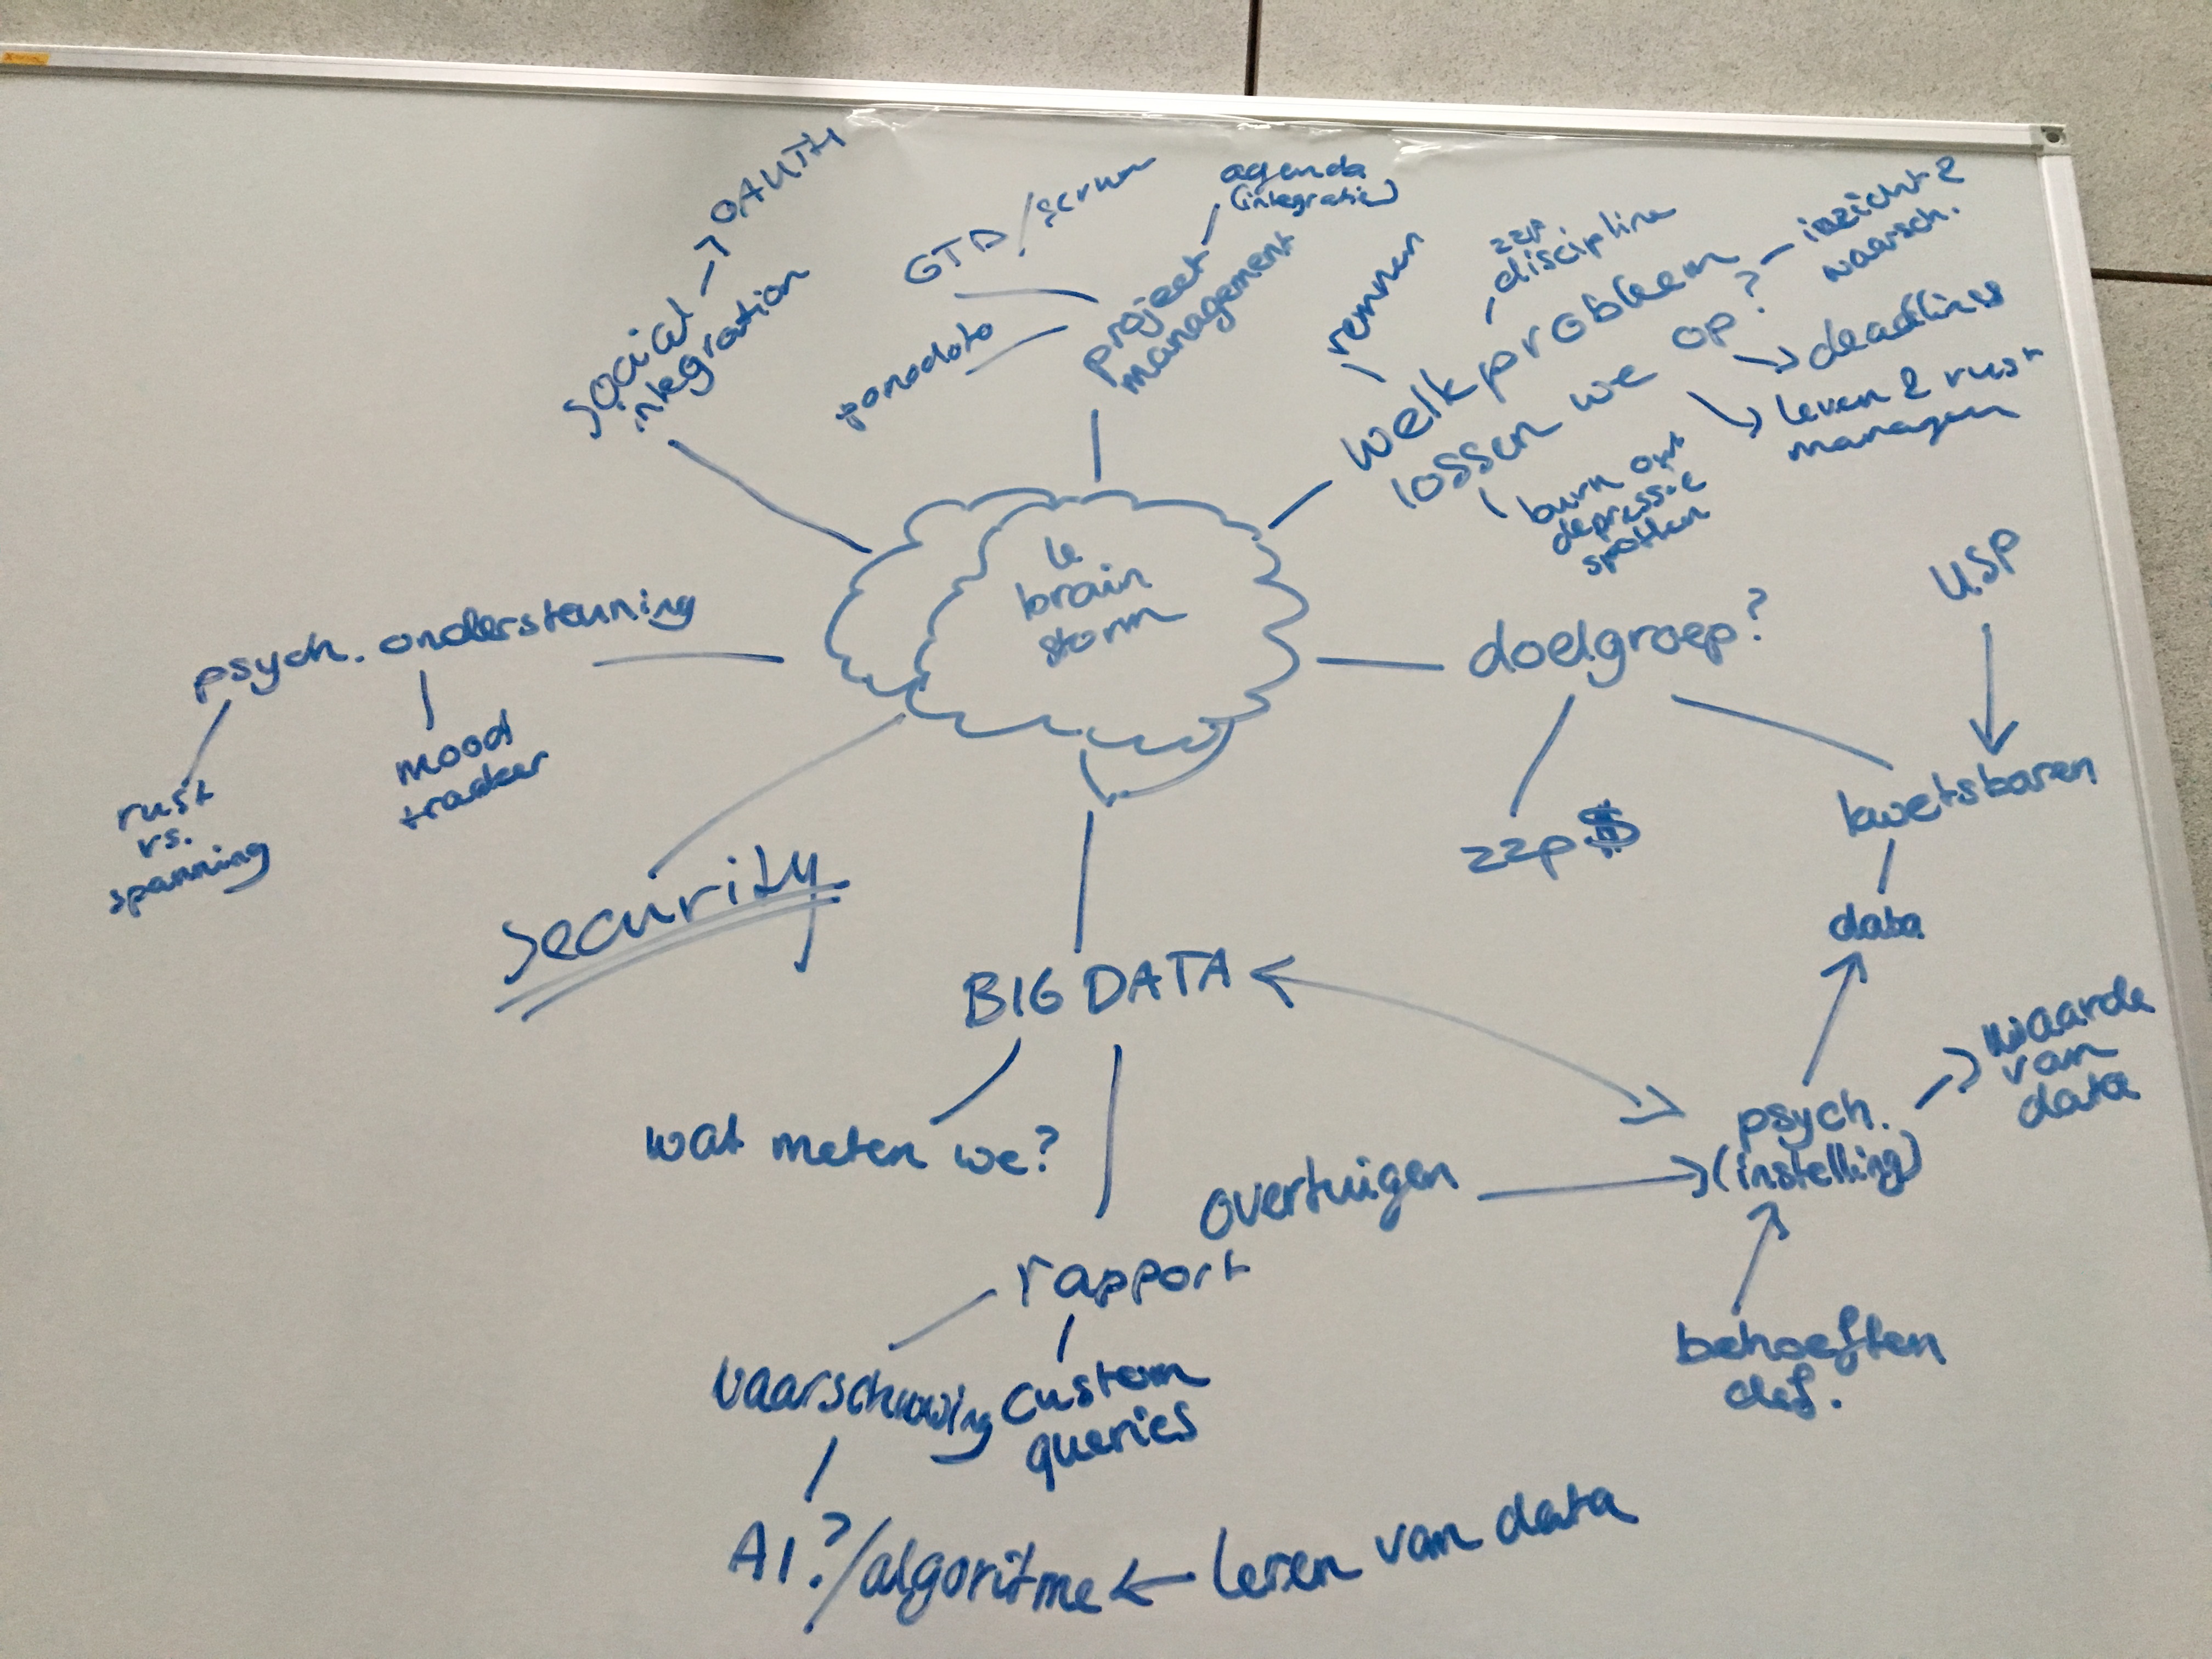 social → OAUTH
integration
GTD/scrum
pomodoro
agenda
(integratie)
project
management
remmen
zzp
discipline
welk probleem
lossen we op?
inzicht &
waarsch.
deadlines
leven & rust
managen
burn out
depressie
spotten
le
brain
storm
psych. ondersteuning
rust
vs.
spanning
mood
tracker
security
doelgroep?
zzp $
USP
kwetsbaren
data
psych.
(instelling)
waarde
van
data
overtuigen
behoeften
def.
BIG DATA
wat meten we?
rapport
waarschuwing
custom
queries
AI?/algoritme ← leren van data